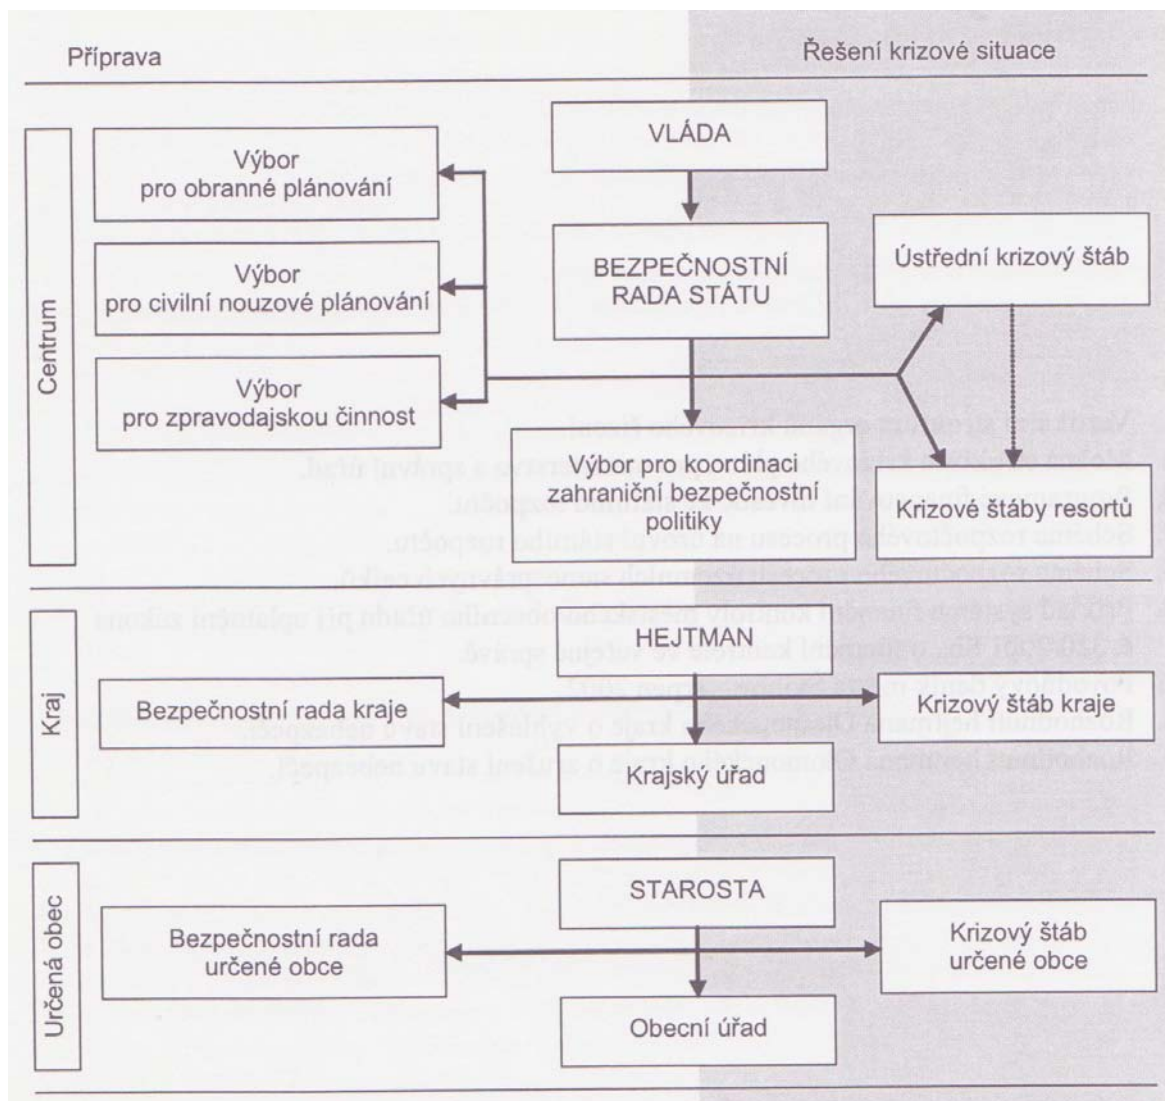 Příprava
Řešení krizové situace
Centrum
VLÁDA
Výbor
pro obranné plánování
BEZPEČNOSTNÍ
RADA STÁTU
Ústřední krizový štáb
Výbor
pro civilní nouzové plánování
Výbor
pro zpravodajskou činnost
Výbor pro koordinaci
zahraniční bezpečnostní
politiky
Krizové štáby resortů
Kraj
HEJTMAN
Bezpečnostní rada kraje
Krizový štáb kraje
Krajský úřad
Určená obec
STAROSTA
Bezpečnostní rada
určené obce
Krizový štáb
určené obce
Obecní úřad